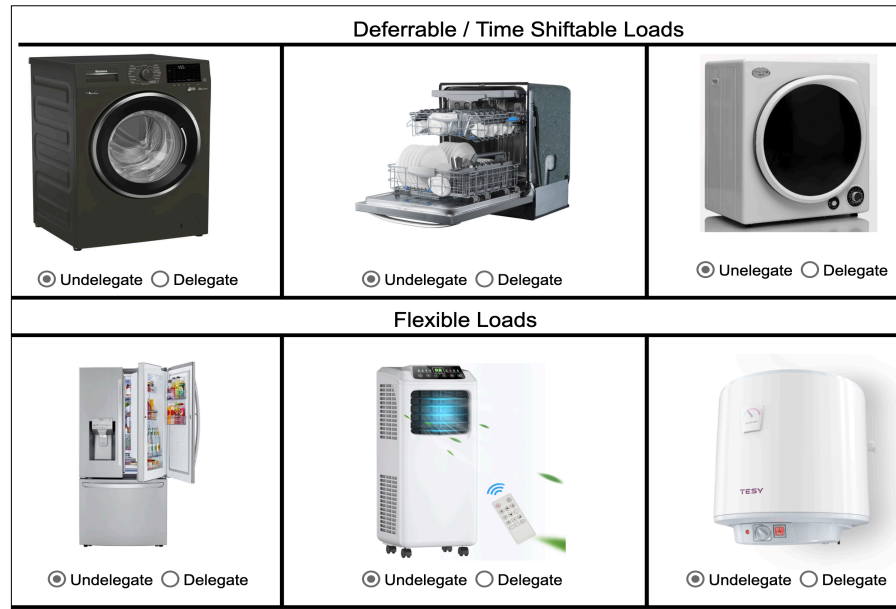 Deferrable / Time Shiftable Loads
Undelegate Delegate
Undelegate Delegate
Unelegate Delegate
Flexible Loads
TESY
Undelegate Delegate
Undelegate Delegate
Undelegate Delegate